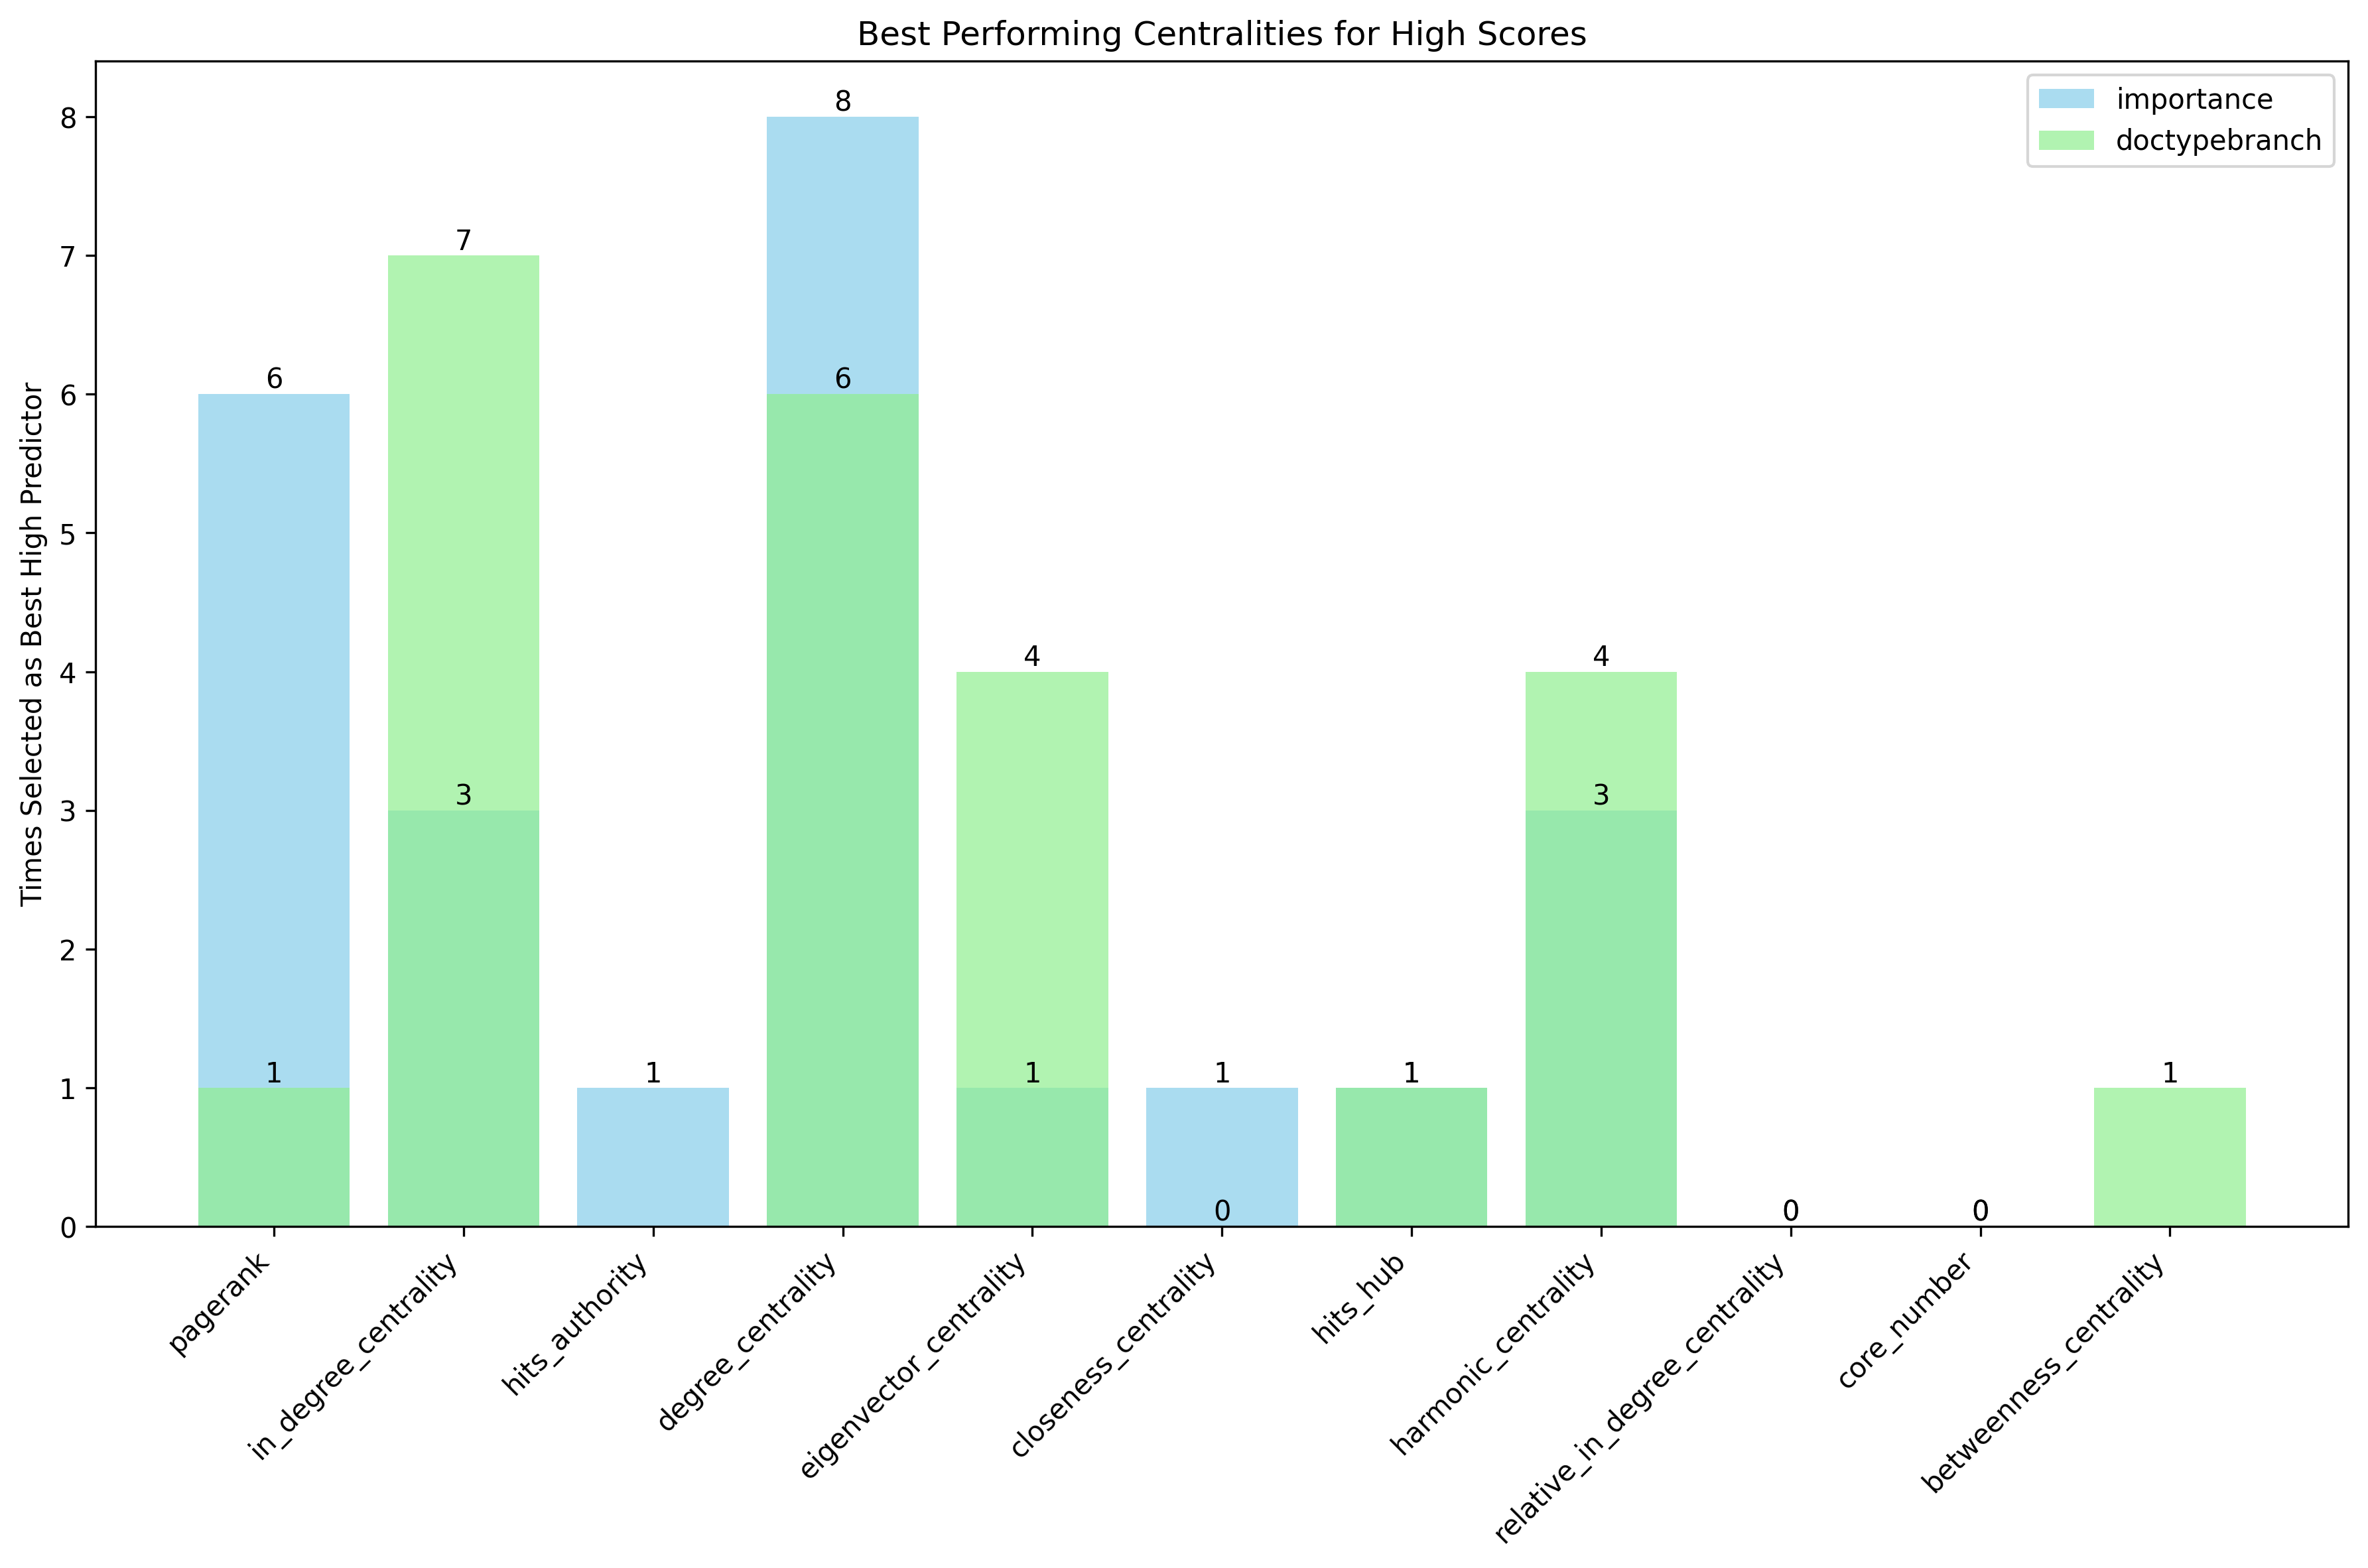 Best Performing Centralities for High Scores
importance
doctypebranch
Times Selected as Best High Predictor
8
7
6
5
4
3
2
1
0
6
1
7
3
1
8
6
4
1
1
0
1
4
3
0
0
1
pagerank
in_degree_centrality
hits_authority
degree_centrality
eigenvector_centrality
closeness_centrality
hits_hub
harmonic_centrality
relative_in_degree_centrality
core_number
betweenness_centrality